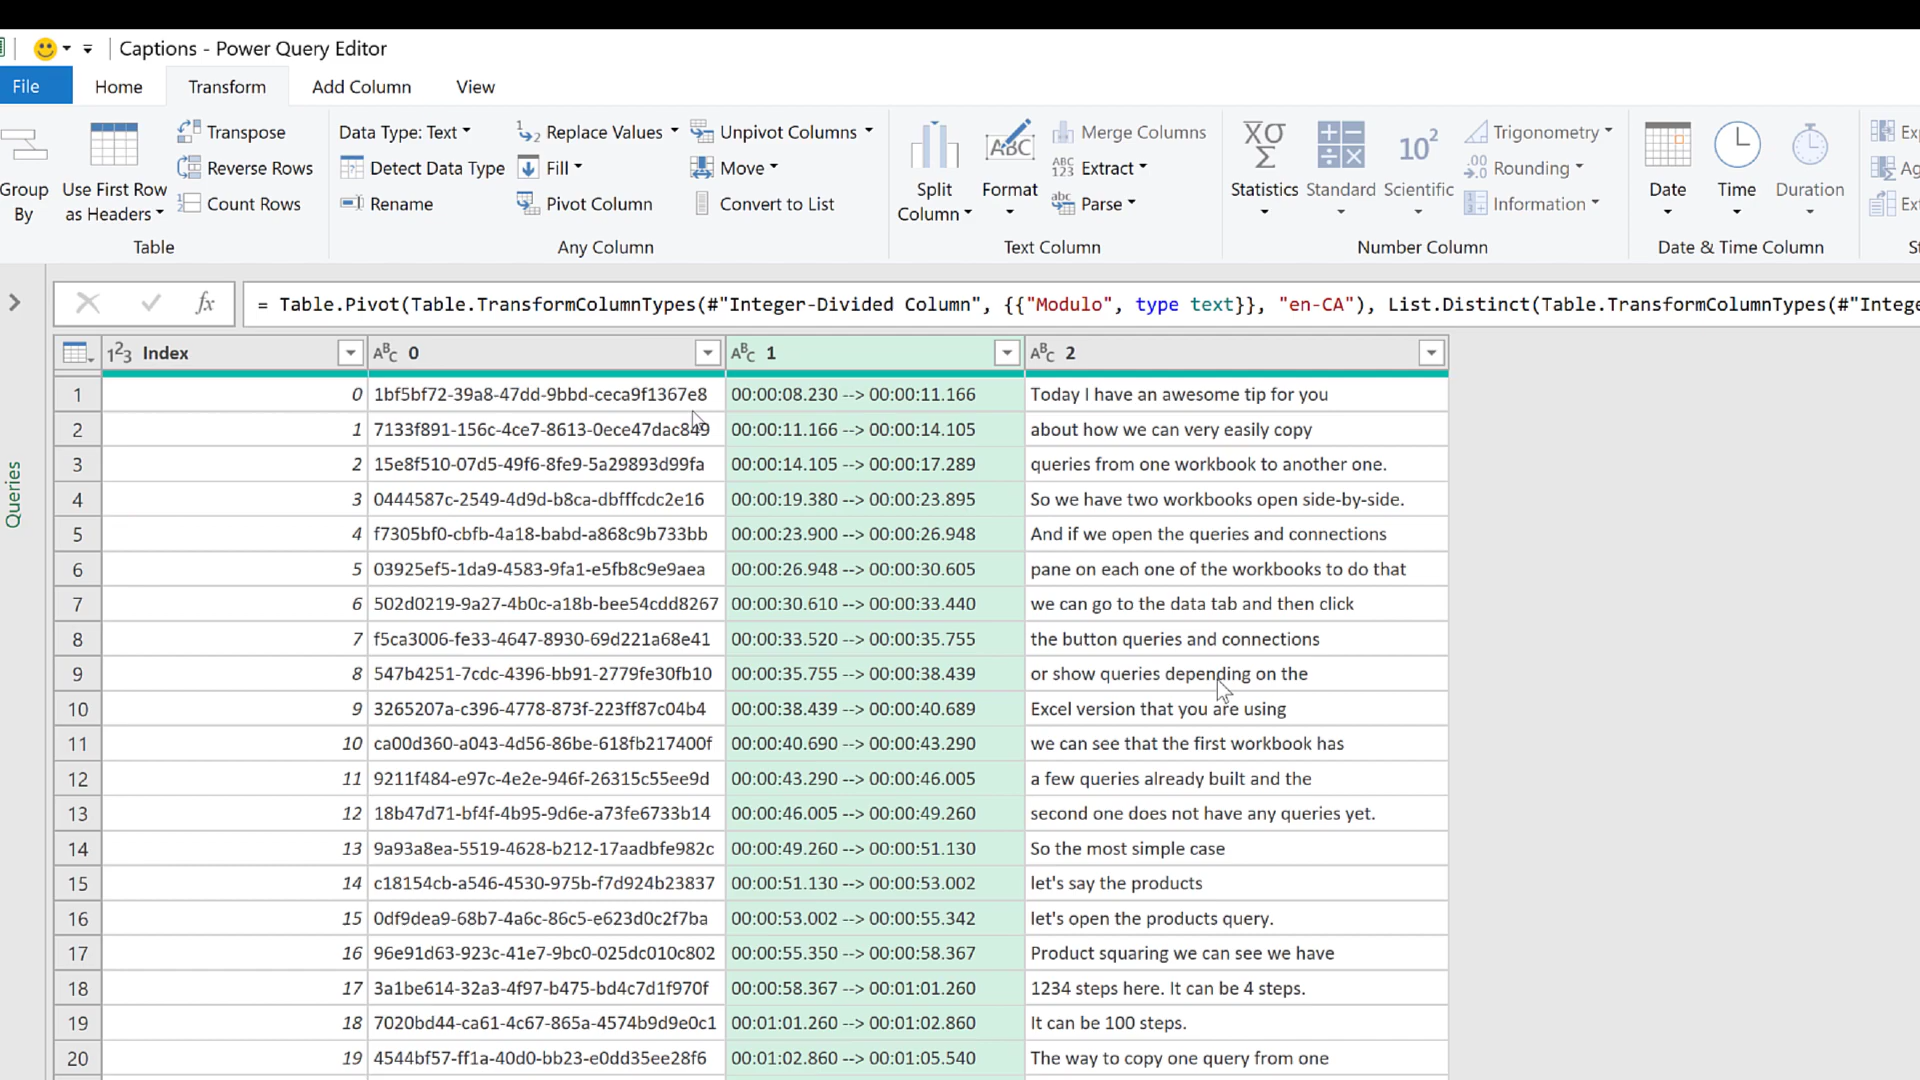 Captions - Power Query Editor
File Home Transform Add Column View
Group By
Use First Row as Headers
Transpose
Reverse Rows
Count Rows
Table
Data Type: Text
Detect Data Type
Rename
Replace Values
Fill
Pivot Column
Unpivot Columns
Move
Convert to List
Any Column
Split Column
ABC Format
Merge Columns
ABC 123 Extract
abc Parse
Text Column
XΟ Σ Statistics
Standard
10² Scientific
Trigonometry
.00 Rounding
Information
Number Column
Date
Time
Duration
Date & Time Column
Queries
fx = Table.Pivot(Table.TransformColumnTypes(#"Integer-Divided Column", {{"Modulo", type text}}, "en-CA"), List.Distinct(Table.TransformColumnTypes(#"Intege
1²3 Index ABC 0 ABC 1 ABC 2
1 0 1bf5bf72-39a8-47dd-9bbd-ceca9f1367e8 00:00:08.230 --> 00:00:11.166 Today I have an awesome tip for you
2 1 7133f891-156c-4ce7-8613-0ece47dac849 00:00:11.166 --> 00:00:14.105 about how we can very easily copy
3 2 15e8f510-07d5-49f6-8fe9-5a29893d99fa 00:00:14.105 --> 00:00:17.289 queries from one workbook to another one.
4 3 0444587c-2549-4d9d-b8ca-dbfffcdc2e16 00:00:19.380 --> 00:00:23.895 So we have two workbooks open side-by-side.
5 4 f7305bf0-cbfb-4a18-babd-a868c9b733bb 00:00:23.900 --> 00:00:26.948 And if we open the queries and connections
6 5 03925ef5-1da9-4583-9fa1-e5fb8c9e9aea 00:00:26.948 --> 00:00:30.605 pane on each one of the workbooks to do that
7 6 502d0219-9a27-4b0c-a18b-bee54cdd8267 00:00:30.610 --> 00:00:33.440 we can go to the data tab and then click
8 7 f5ca3006-fe33-4647-8930-69d221a68e41 00:00:33.520 --> 00:00:35.755 the button queries and connections
9 8 547b4251-7cdc-4396-bb91-2779fe30fb10 00:00:35.755 --> 00:00:38.439 or show queries depending on the
10 9 3265207a-c396-4778-873f-223ff87c04b4 00:00:38.439 --> 00:00:40.689 Excel version that you are using
11 10 ca00d360-a043-4d56-86be-618fb217400f 00:00:40.690 --> 00:00:43.290 we can see that the first workbook has
12 11 9211f484-e97c-4e2e-946f-26315c55ee9d 00:00:43.290 --> 00:00:46.005 a few queries already built and the
13 12 18b47d71-bf4f-4b95-9d6e-a73fe6733b14 00:00:46.005 --> 00:00:49.260 second one does not have any queries yet.
14 13 9a93a8ea-5519-4628-b212-17aadbfe982c 00:00:49.260 --> 00:00:51.130 So the most simple case
15 14 c18154cb-a546-4530-975b-f7d924b23837 00:00:51.130 --> 00:00:53.002 let's say the products
16 15 0df9dea9-68b7-4a6c-86c5-e623d0c2f7ba 00:00:53.002 --> 00:00:55.342 let's open the products query.
17 16 96e91d63-923c-41e7-9bc0-025dc010c802 00:00:55.350 --> 00:00:58.367 Product squaring we can see we have
18 17 3a1be614-32a3-4f97-b475-bd4c7d1f970f 00:00:58.367 --> 00:01:01.260 1234 steps here. It can be 4 steps.
19 18 7020bd44-ca61-4c67-865a-4574b9d9e0c1 00:01:01.260 --> 00:01:02.860 It can be 100 steps.
20 19 4544bf57-ff1a-40d0-bb23-e0dd35ee28f6 00:01:02.860 --> 00:01:05.540 The way to copy one query from one